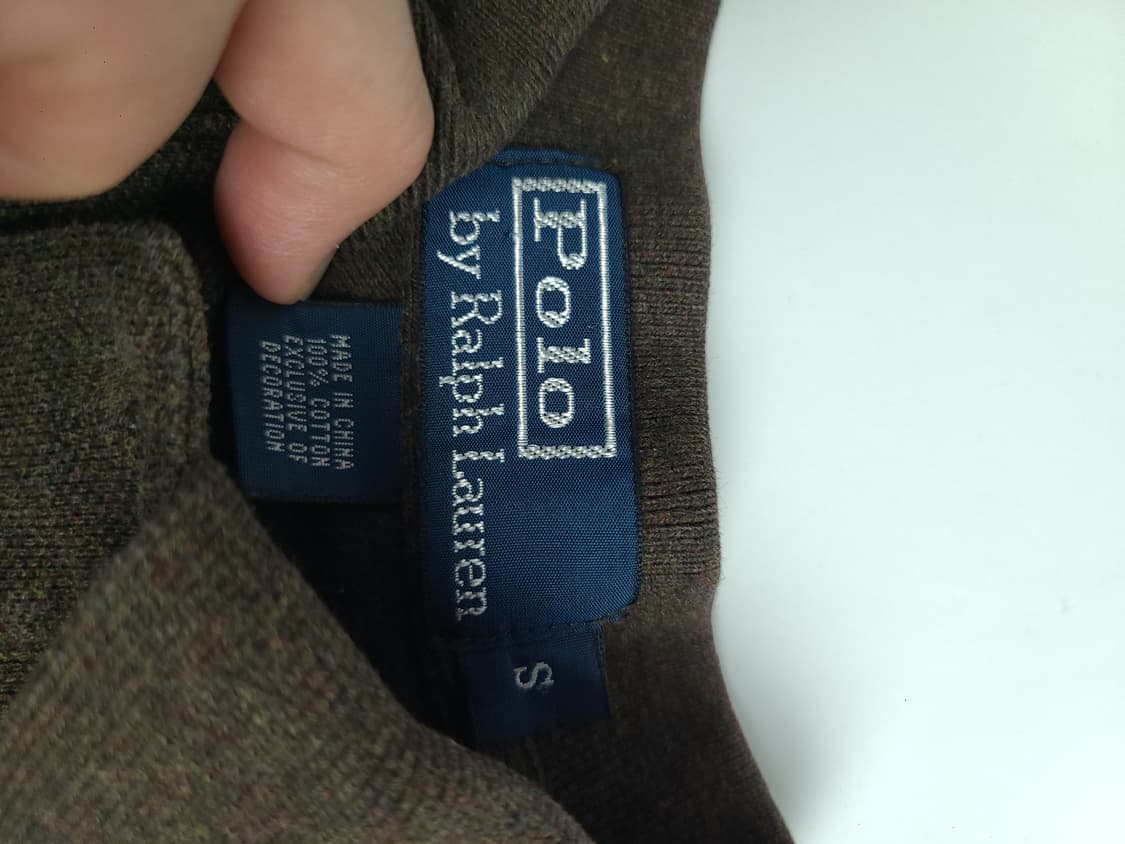 Polo
by Ralph Lauren
S
MADE IN CHINA
100% COTTON
EXCLUSIVE OF
DECORATION